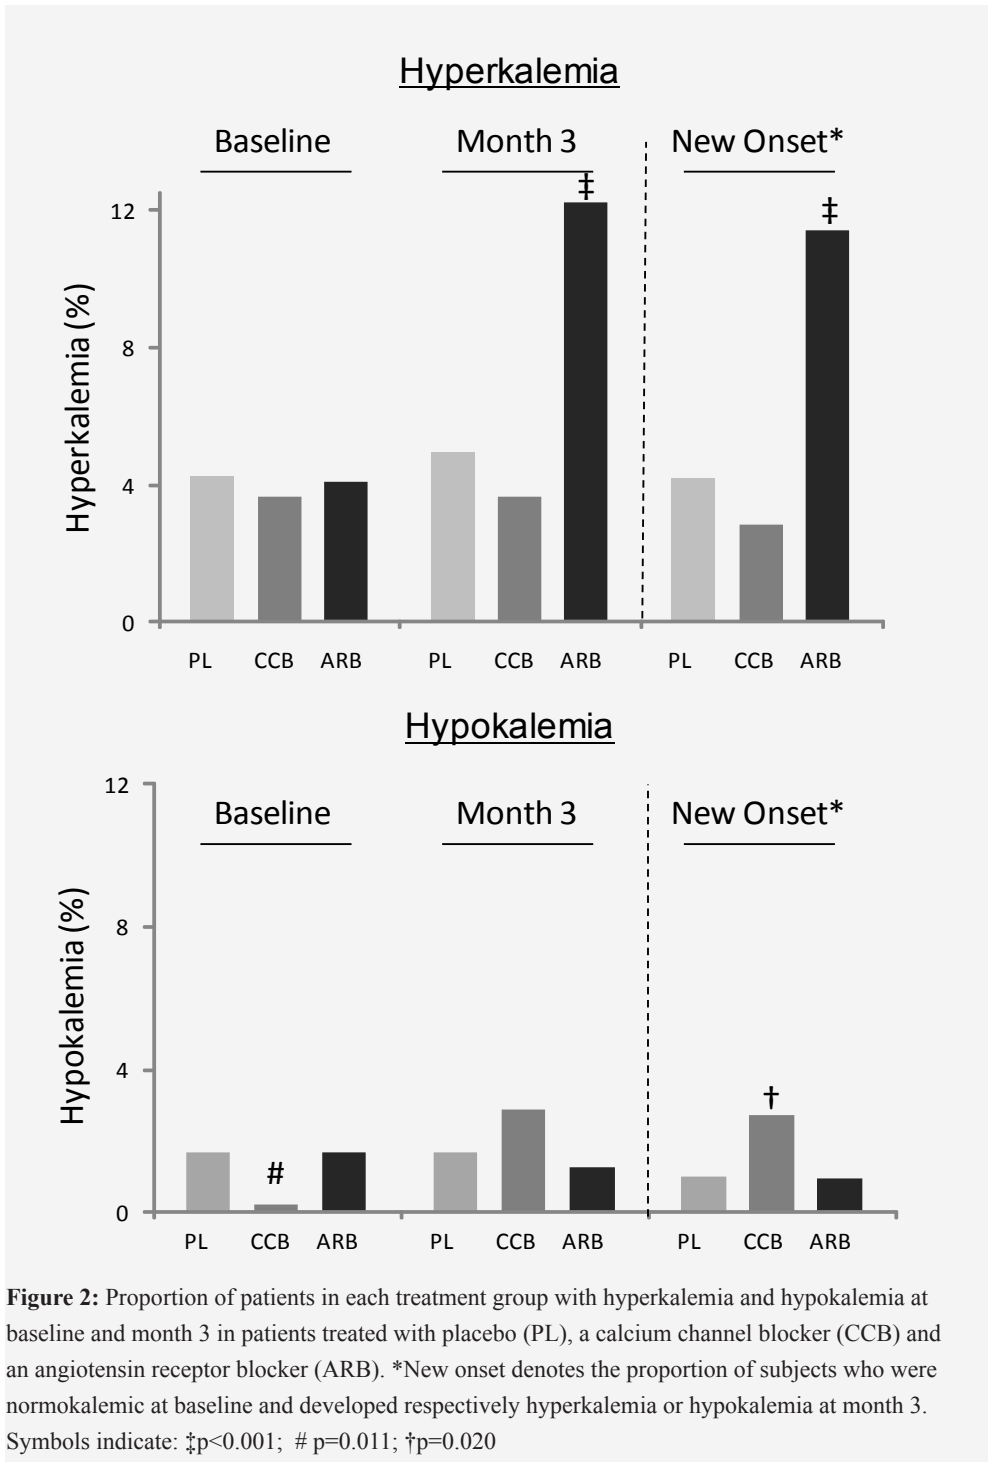 Hyperkalemia
Baseline Month 3 New Onset*
‡ ‡
12
8
4
0
Hyperkalemia (%)
PL CCB ARB PL CCB ARB PL CCB ARB
Hypokalemia
12
Baseline Month 3 New Onset*
8
4
0
Hypokalemia (%)
# †
PL CCB ARB PL CCB ARB PL CCB ARB
Figure 2: Proportion of patients in each treatment group with hyperkalemia and hypokalemia at
baseline and month 3 in patients treated with placebo (PL), a calcium channel blocker (CCB) and
an angiotensin receptor blocker (ARB). *New onset denotes the proportion of subjects who were
normokalemic at baseline and developed respectively hyperkalemia or hypokalemia at month 3.
Symbols indicate: ‡p<0.001; # p=0.011; †p=0.020